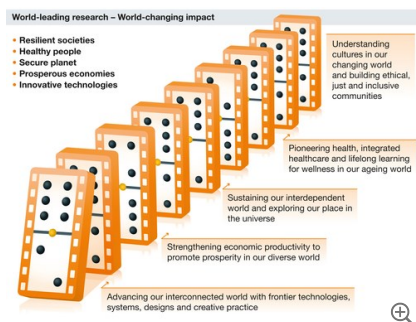 World-leading research – World-changing impact
• Resilient societies
• Healthy people
• Secure planet
• Prosperous economies
• Innovative technologies
Understanding
cultures in our
changing world
and building ethical,
just and inclusive
communities
Pioneering health, integrated
healthcare and lifelong learning
for wellness in our ageing world
Sustaining our interdependent
world and exploring our place in
the universe
Strengthening economic productivity to
promote prosperity in our diverse world
Advancing our interconnected world with frontier technologies,
systems, designs and creative practice